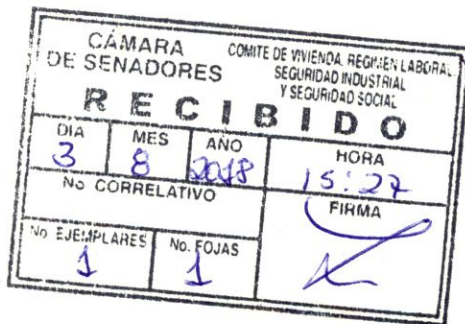 CÁMARA DE SENADORES
COMITE DE VIVIENDA, REGIMEN LABORAL,
SEGURIDAD INDUSTRIAL
Y SEGURIDAD SOCIAL
RECIBIDO
DIA MES AÑO HORA
3 8 2018 15:27
No CORRELATIVO FIRMA
No EJEMPLARES No. FOJAS
1 1